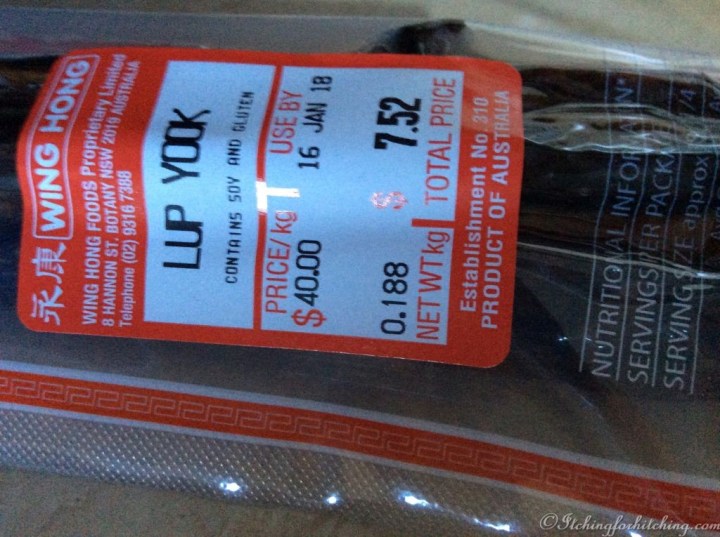 永康 WING HONG
WING HONG FOODS Proprietary Limited
8 HANNON ST. BOTANY NSW 2019 AUSTRALIA
Telephone (02) 9316 7388
LUP YOOK
CONTAINS SOY AND GLUTEN
PRICE/kg USE BY
$40.00 16 JAN 18
0.188 $ 7.52
NET WT kg TOTAL PRICE
Establishment No. 310
PRODUCT OF AUSTRALIA
NUTRITIONAL INFORMATION*
SERVINGS PER PACKAGE
SERVING SIZE approx
©Itchingforhitching.com